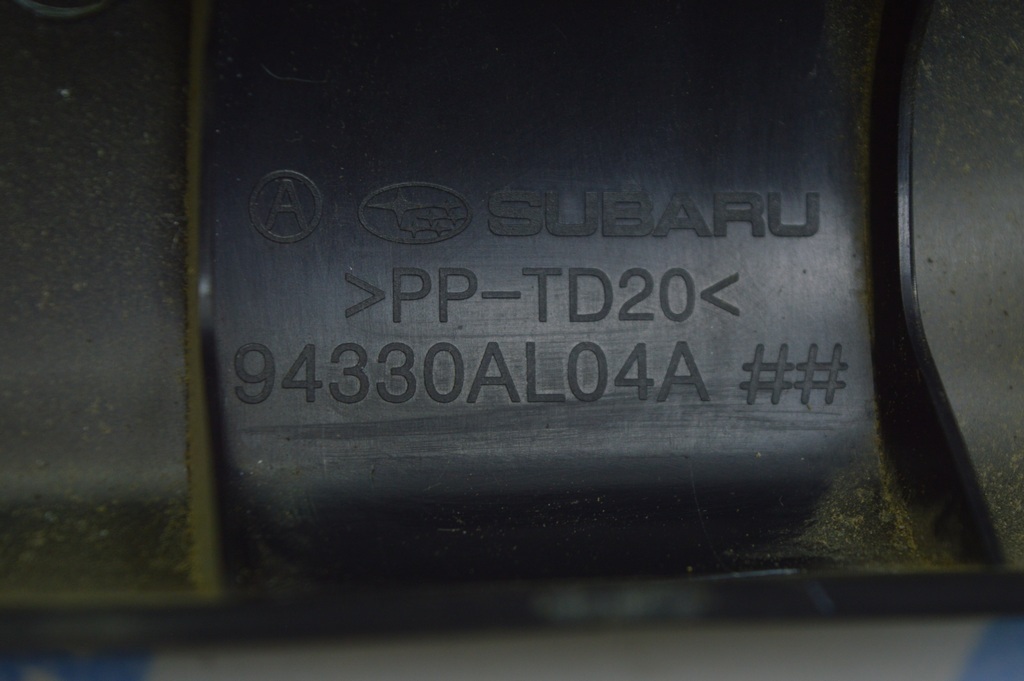 A SUBARU
>PP-TD20<
94330AL04A ##